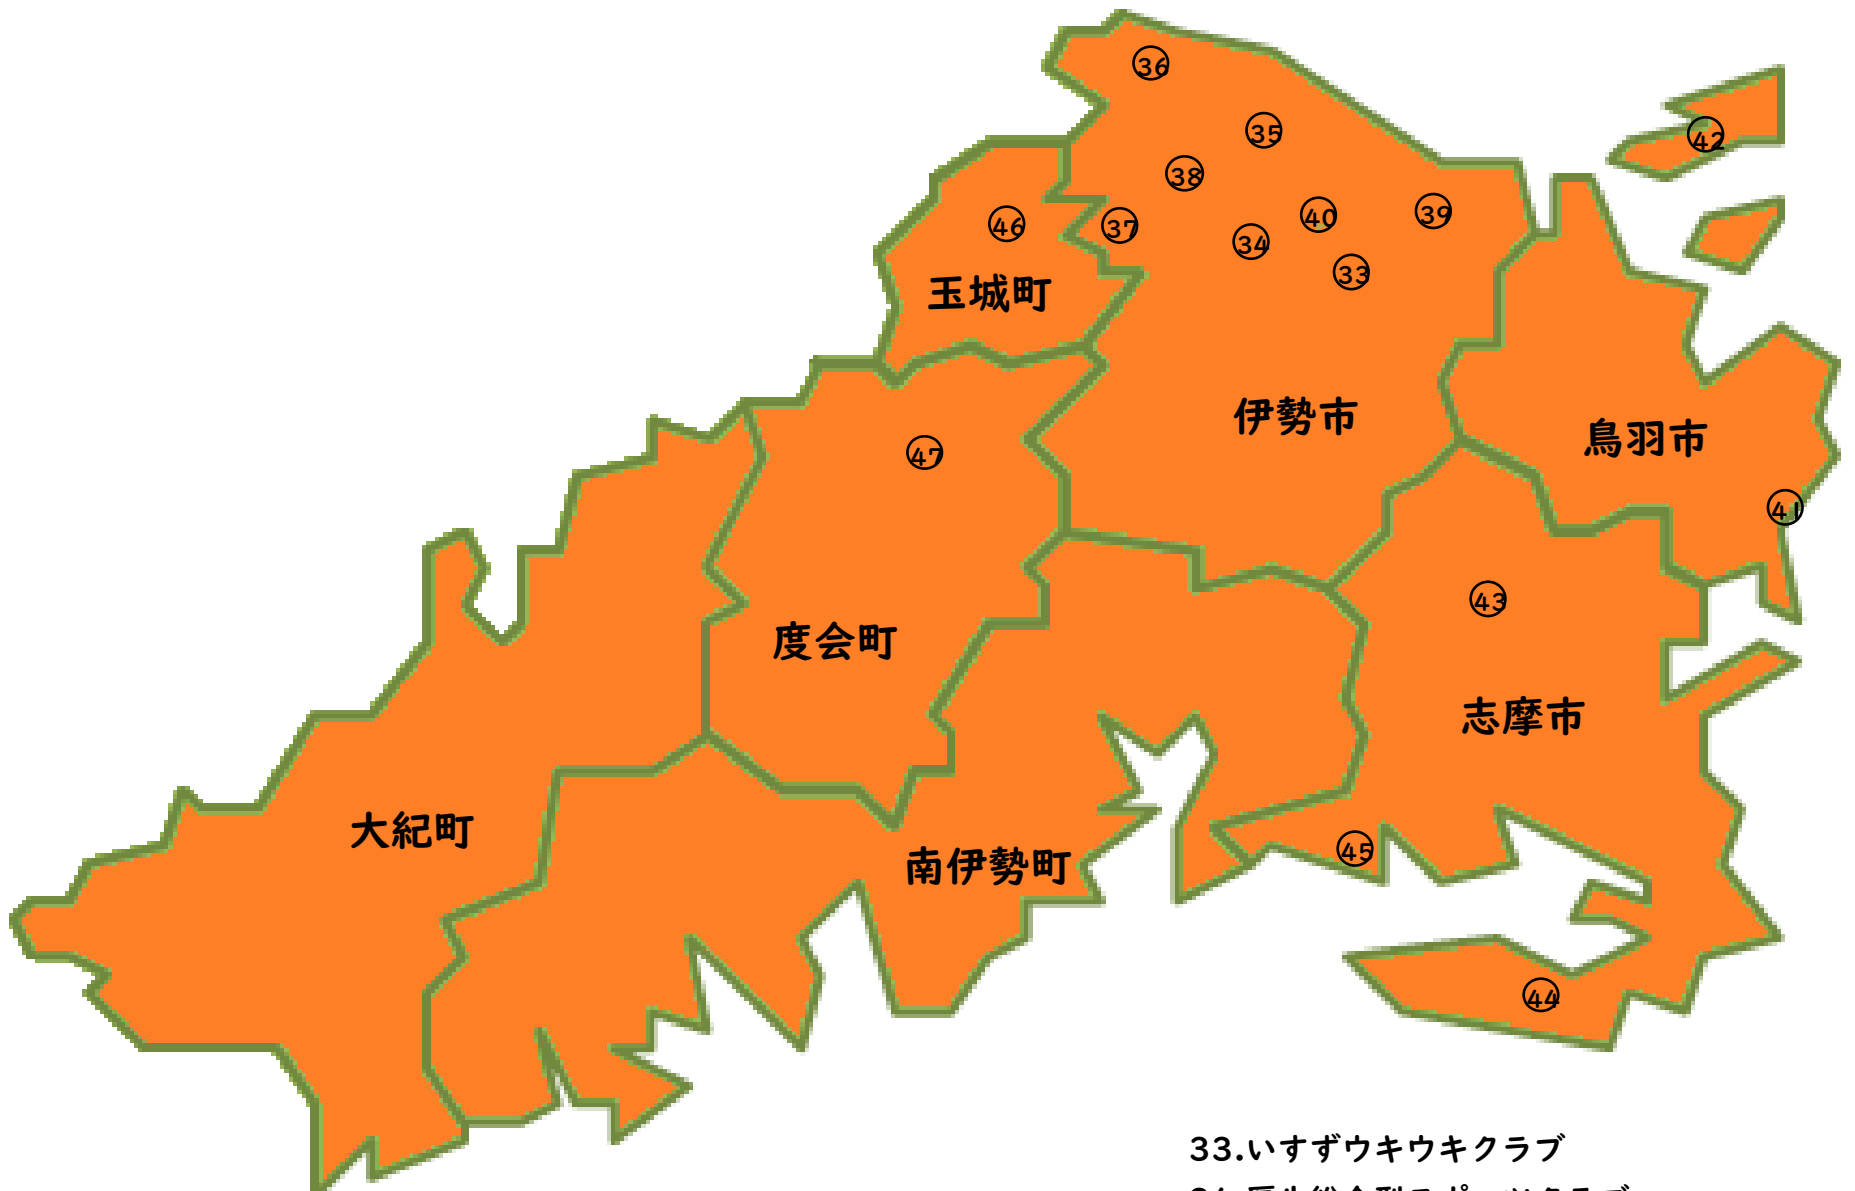 ㊱
㉟
㊷
㊳
㊻
㊲
㊵
㊴
㉞
㉝
玉城町
伊勢市
鳥羽市
㊼
㊶
㊸
度会町
志摩市
大紀町
㊺
南伊勢町
㊹
33.いすずウキウキクラブ